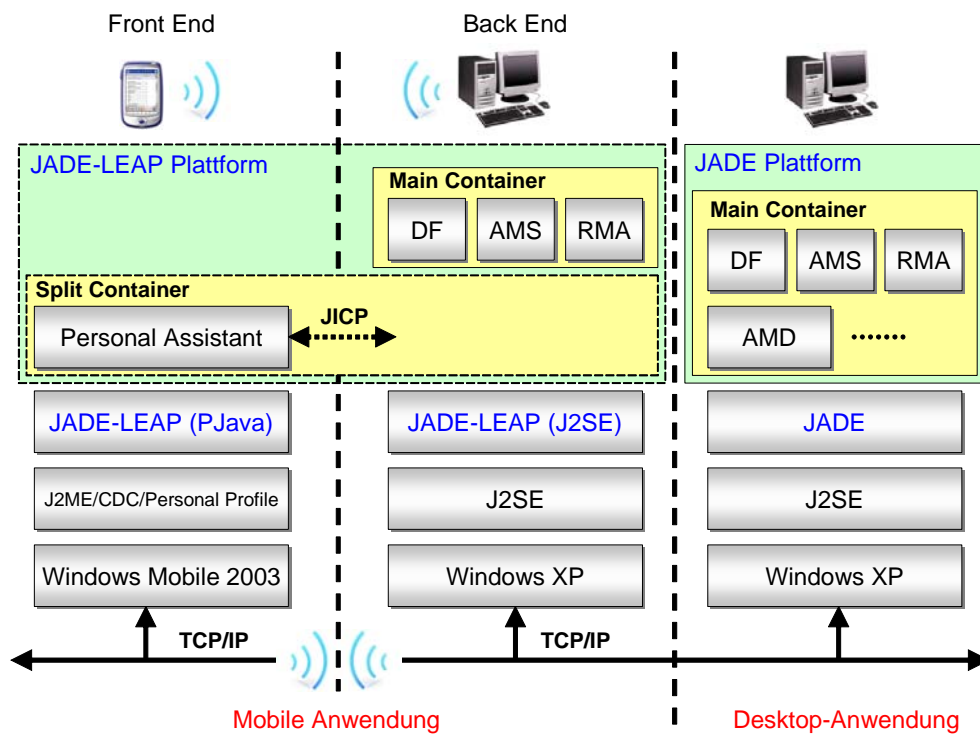 Front End
Back End
JADE-LEAP Plattform
Main Container
DF
AMS
RMA
Split Container
Personal Assistant
JICP
JADE Plattform
Main Container
DF
AMS
RMA
AMD
.......
JADE-LEAP (PJava)
JADE-LEAP (J2SE)
JADE
J2ME/CDC/Personal Profile
J2SE
J2SE
Windows Mobile 2003
Windows XP
Windows XP
TCP/IP
TCP/IP
Mobile Anwendung
Desktop-Anwendung